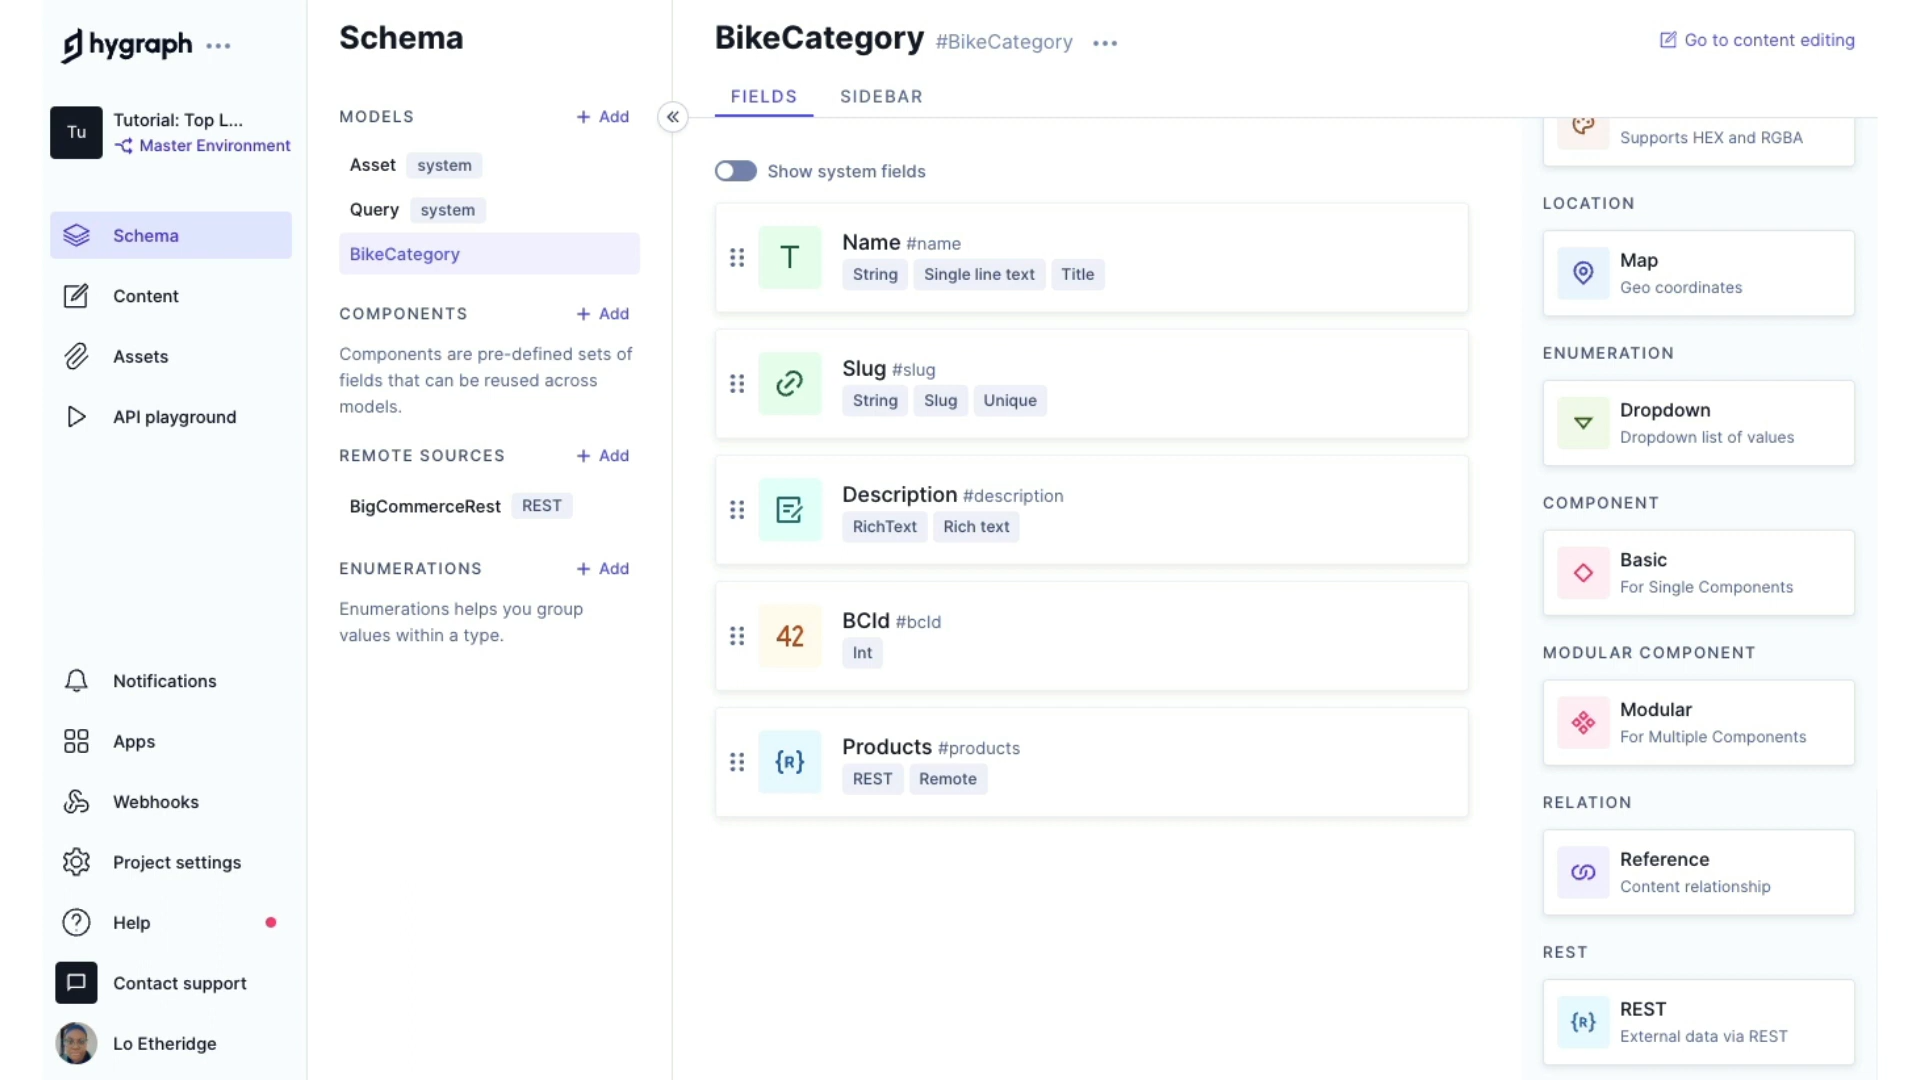 hygraph
Tu
Tutorial: Top L...
Master Environment
Schema
Content
Assets
API playground
Notifications
Apps
Webhooks
Project settings
Help
Contact support
Lo Etheridge
Schema
MODELS
+ Add
Asset system
Query system
BikeCategory
COMPONENTS
+ Add
Components are pre-defined sets of
fields that can be reused across
models.
REMOTE SOURCES
+ Add
BigCommerceRest REST
ENUMERATIONS
+ Add
Enumerations helps you group
values within a type.
BikeCategory #BikeCategory
Go to content editing
FIELDS SIDEBAR
Show system fields
T
Name #name
String Single line text Title
Slug #slug
String Slug Unique
Description #description
RichText Rich text
42
BCId #bcId
Int
{R}
Products #products
REST Remote
Supports HEX and RGBA
LOCATION
Map
Geo coordinates
ENUMERATION
Dropdown
Dropdown list of values
COMPONENT
Basic
For Single Components
MODULAR COMPONENT
Modular
For Multiple Components
RELATION
Reference
Content relationship
REST
{R}
REST
External data via REST